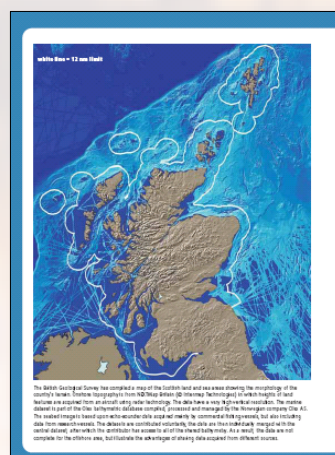 white line = 12 nm limit
The British Geological Survey has compiled a map of the Scottish land and sea areas showing the morphology of the
country's terrain. Onshore topography is from NEXTMap Britain (© Intermap Technologies) in which heights of land
features are acquired from an aircraft using radar technology. The data have a very high vertical resolution. The marine
dataset is part of the Olex bathymetric database compiled, processed and managed by the Norwegian company Olex AS.
The seabed image is based upon echo-sounder data acquired mainly by commercial fishing vessels, but also including
data from research vessels. The datasets are contributed voluntarily, the data are then individually merged with the
central dataset, after which the contributor has access to all of the shared bathymetry. As a result, the data are not
complete for the offshore area, but illustrate the advantages of sharing data acquired from different sources.